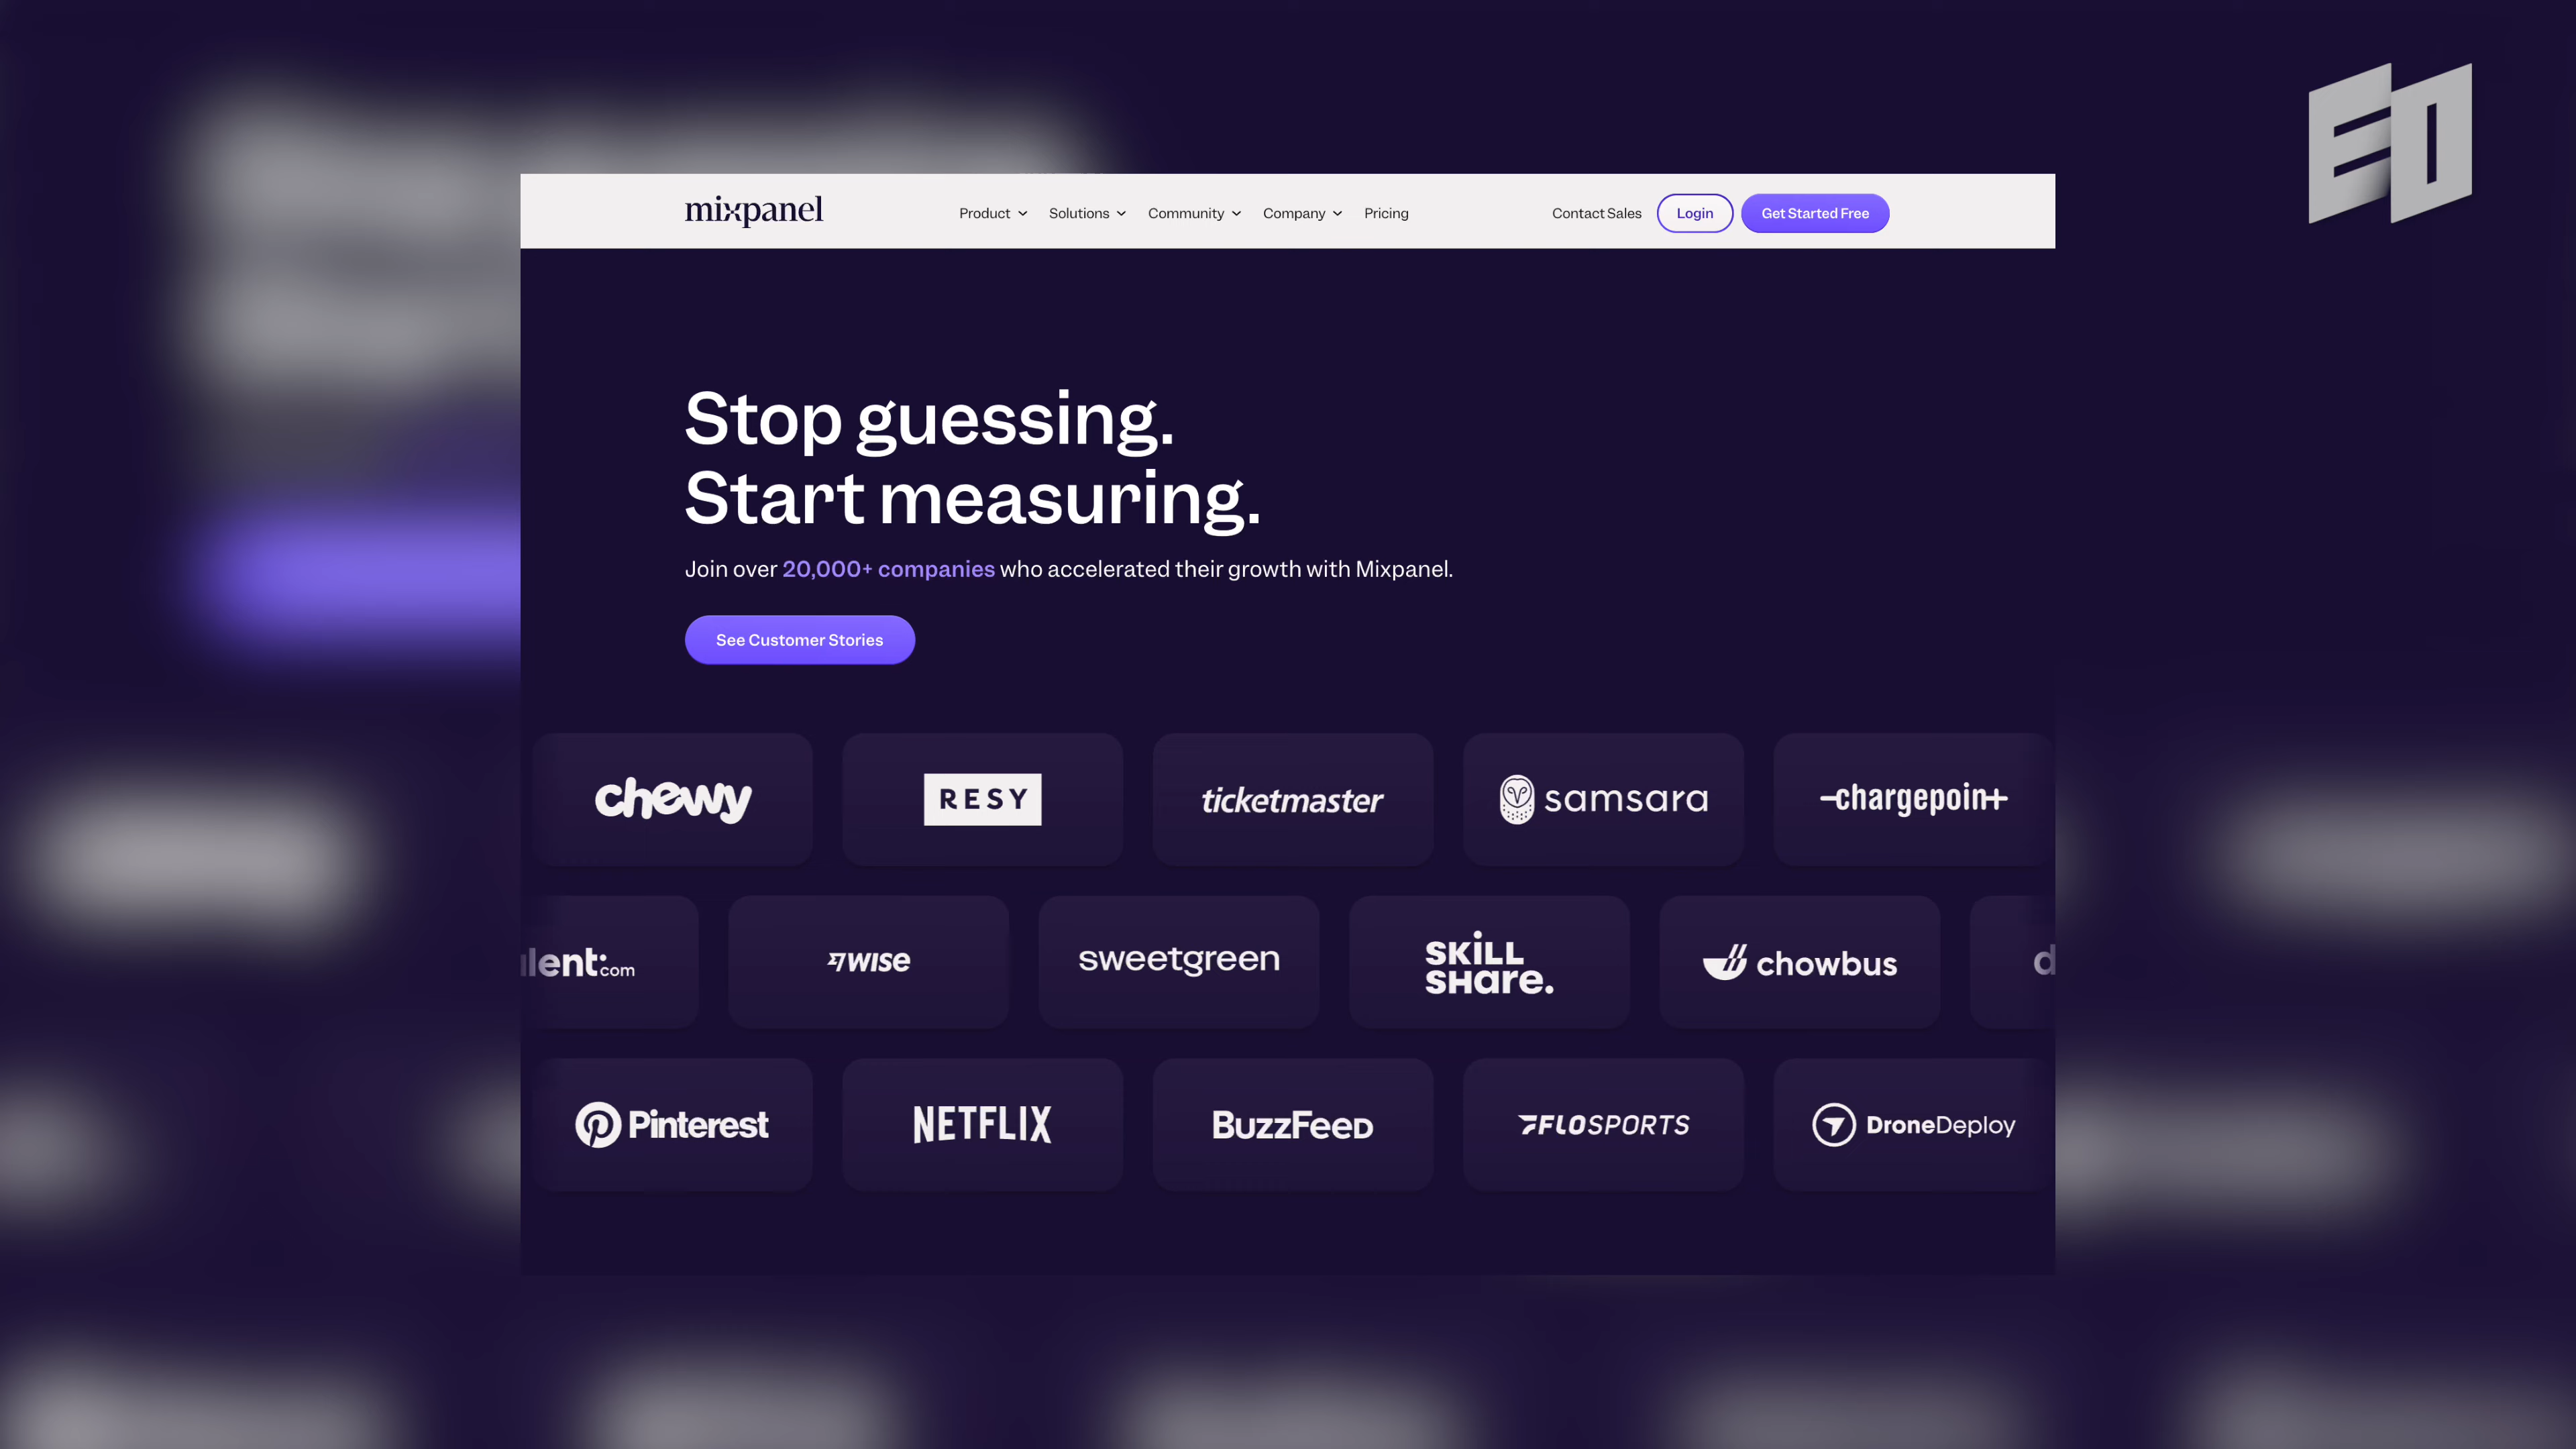 EO
mixpanel Product Solutions Community Company Pricing Contact Sales Login Get Started Free
Stop guessing.
Start measuring.
Join over 20,000+ companies who accelerated their growth with Mixpanel.
See Customer Stories
chewy RESY ticketmaster samsara chargepoint
lent.com WISE sweetgreen SKILL SHare. chowbus d
Pinterest NETFLIX BuzzFeeD FLOSPORTS DroneDeploy